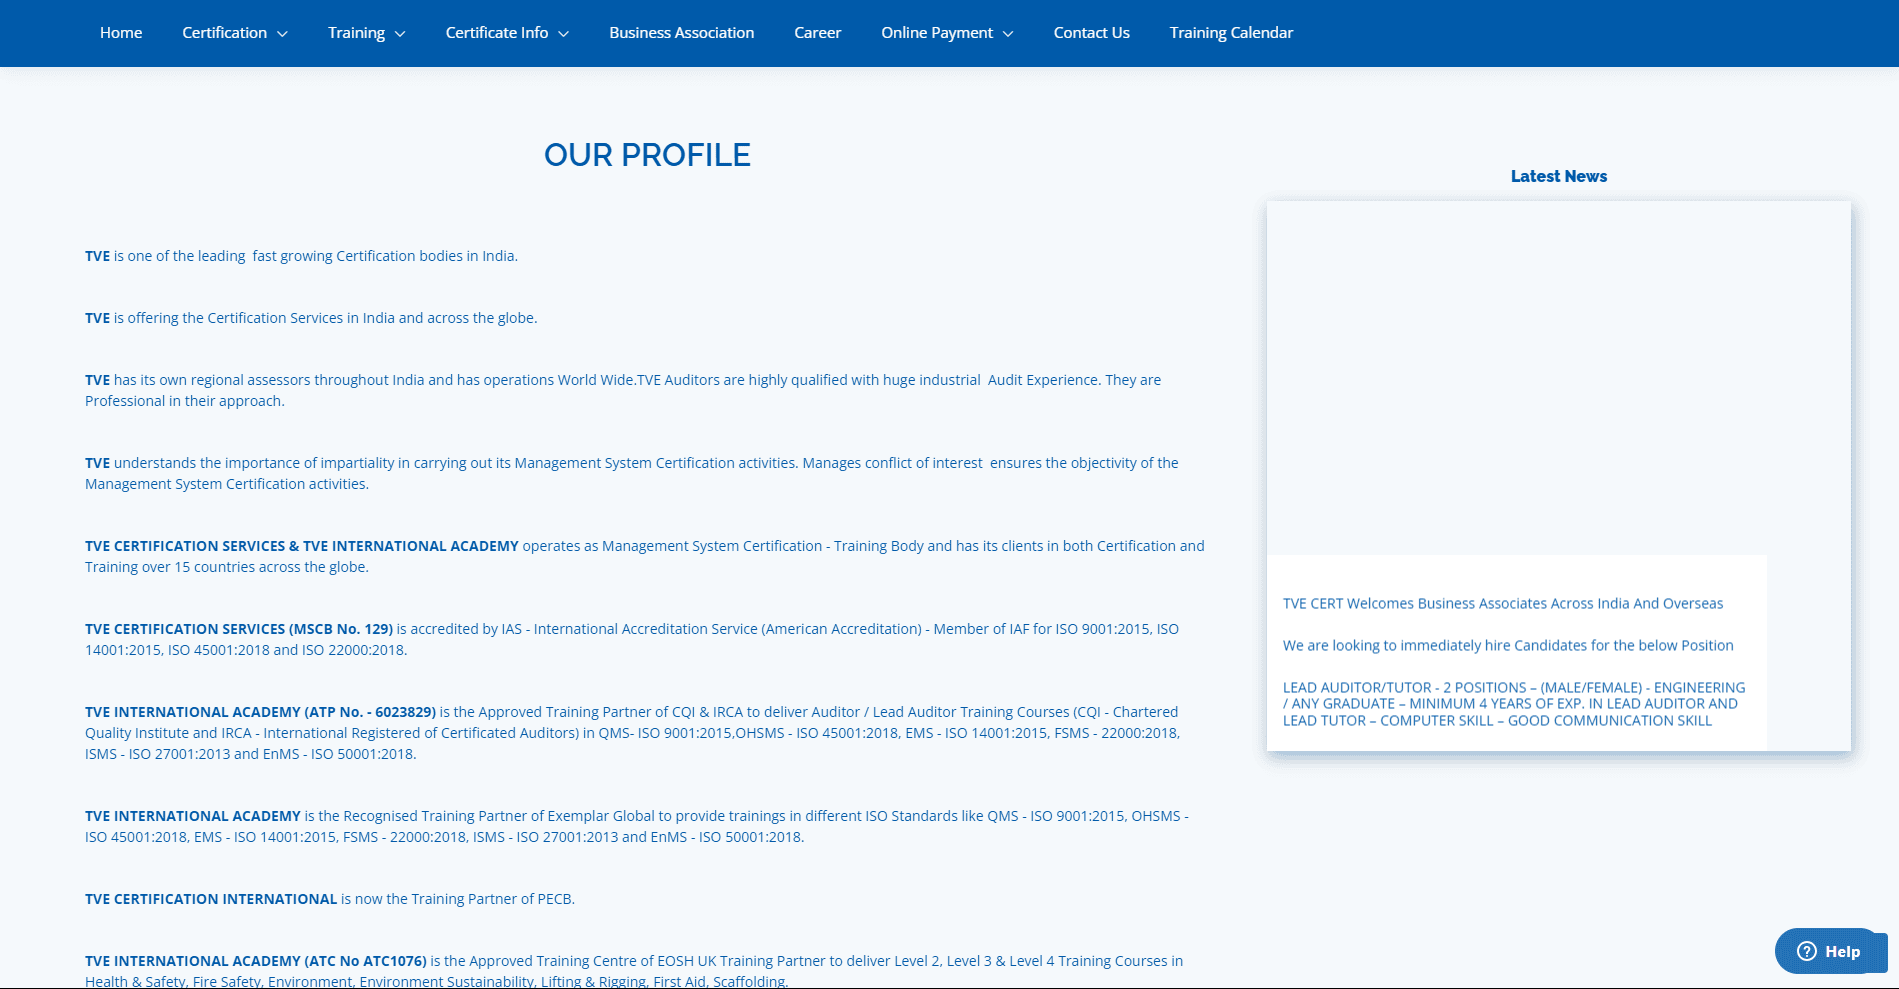 Home Certification Training Certificate Info Business Association Career Online Payment Contact Us Training Calendar
OUR PROFILE
TVE is one of the leading  fast growing Certification bodies in India.
TVE is offering the Certification Services in India and across the globe.
TVE has its own regional assessors throughout India and has operations World Wide.TVE Auditors are highly qualified with huge industrial  Audit Experience. They are
Professional in their approach.
TVE understands the importance of impartiality in carrying out its Management System Certification activities. Manages conflict of interest  ensures the objectivity of the
Management System Certification activities.
TVE CERTIFICATION SERVICES & TVE INTERNATIONAL ACADEMY operates as Management System Certification - Training Body and has its clients in both Certification and
Training over 15 countries across the globe.
TVE CERTIFICATION SERVICES (MSCB No. 129) is accredited by IAS - International Accreditation Service (American Accreditation) - Member of IAF for ISO 9001:2015, ISO
14001:2015, ISO 45001:2018 and ISO 22000:2018.
TVE INTERNATIONAL ACADEMY (ATP No. - 6023829) is the Approved Training Partner of CQI & IRCA to deliver Auditor / Lead Auditor Training Courses (CQI - Chartered
Quality Institute and IRCA - International Registered of Certificated Auditors) in QMS- ISO 9001:2015,OHSMS - ISO 45001:2018, EMS - ISO 14001:2015, FSMS - 22000:2018,
ISMS - ISO 27001:2013 and EnMS - ISO 50001:2018.
TVE INTERNATIONAL ACADEMY is the Recognised Training Partner of Exemplar Global to provide trainings in different ISO Standards like QMS - ISO 9001:2015, OHSMS -
ISO 45001:2018, EMS - ISO 14001:2015, FSMS - 22000:2018, ISMS - ISO 27001:2013 and EnMS - ISO 50001:2018.
TVE CERTIFICATION INTERNATIONAL is now the Training Partner of PECB.
TVE INTERNATIONAL ACADEMY (ATC No ATC1076) is the Approved Training Centre of EOSH UK Training Partner to deliver Level 2, Level 3 & Level 4 Training Courses in
Health & Safety, Fire Safety, Environment, Environment Sustainability, Lifting & Rigging, First Aid, Scaffolding.
Latest News
TVE CERT Welcomes Business Associates Across India And Overseas
We are looking to immediately hire Candidates for the below Position
LEAD AUDITOR/TUTOR - 2 POSITIONS – (MALE/FEMALE) - ENGINEERING
/ ANY GRADUATE – MINIMUM 4 YEARS OF EXP. IN LEAD AUDITOR AND
LEAD TUTOR – COMPUTER SKILL – GOOD COMMUNICATION SKILL
Help